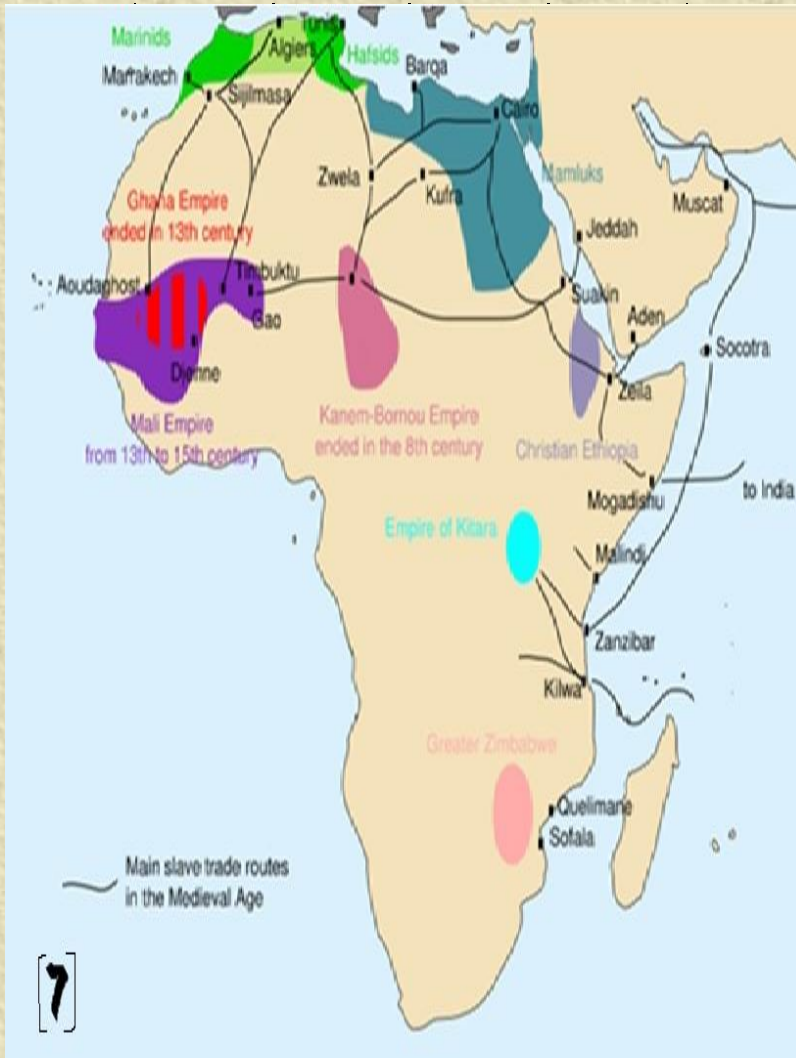 Marinids
Tunis
Algiers
Hafsids
Marrakech
Sijilmasa
Barqa
Cairo
Zwela
Kufra
Mamluks
Muscat
Ghana Empire
ended in 13th century
Jeddah
Aoudaghost
Timbuktu
Suakin
Gao
Aden
Socotra
Djenne
Zeila
Mali Empire
from 13th to 15th century
Kanem-Bornou Empire
ended in the 8th century
Christian Ethiopia
Mogadishu
to India
Empire of Kitara
Malindi
Zanzibar
Kilwa
Greater Zimbabwe
Quelimane
Sofala
Main slave trade routes
in the Medieval Age